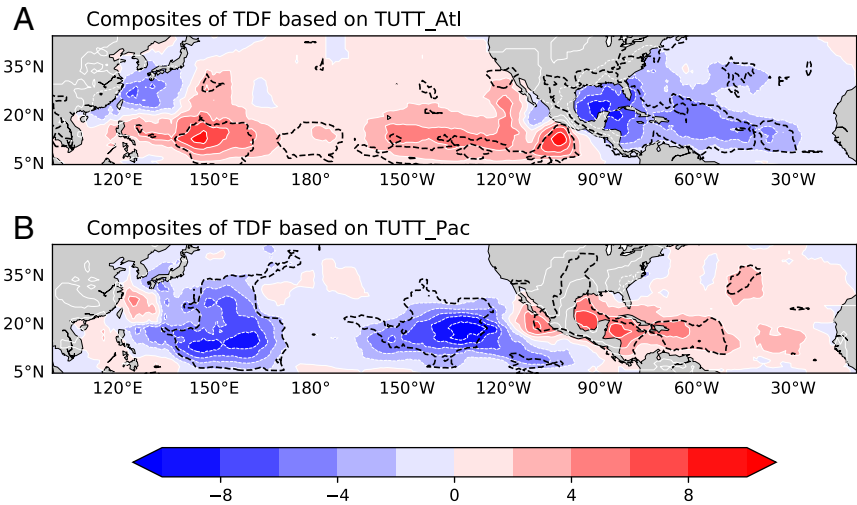 A Composites of TDF based on TUTT_Atl
35°N
20°N
5°N
120°E 150°E 180° 150°W 120°W 90°W 60°W 30°W
B Composites of TDF based on TUTT_Pac
35°N
20°N
5°N
120°E 150°E 180° 150°W 120°W 90°W 60°W 30°W
−8 −4 0 4 8